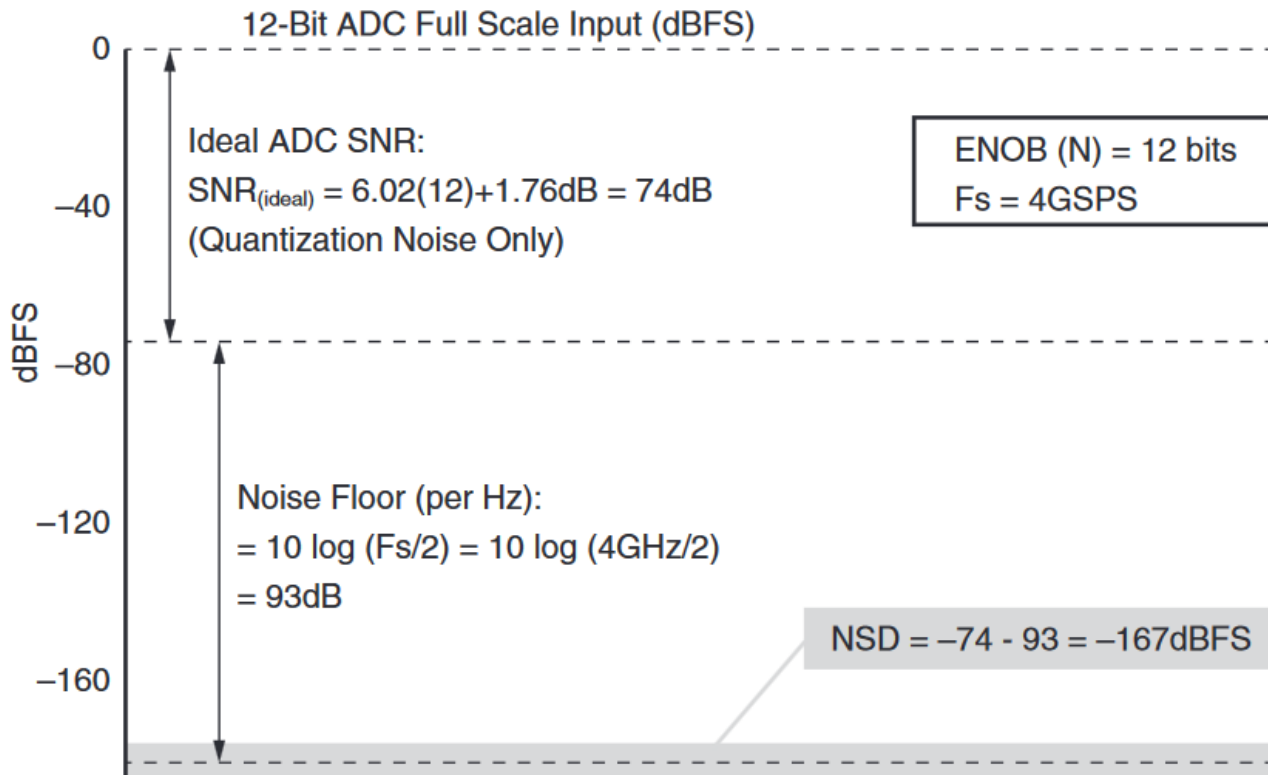 12-Bit ADC Full Scale Input (dBFS)
0
Ideal ADC SNR:
SNR(ideal) = 6.02(12)+1.76dB = 74dB
(Quantization Noise Only)
ENOB (N) = 12 bits
Fs = 4GSPS
–40
dBFS
–80
Noise Floor (per Hz):
= 10 log (Fs/2) = 10 log (4GHz/2)
= 93dB
–120
NSD = –74 - 93 = –167dBFS
–160